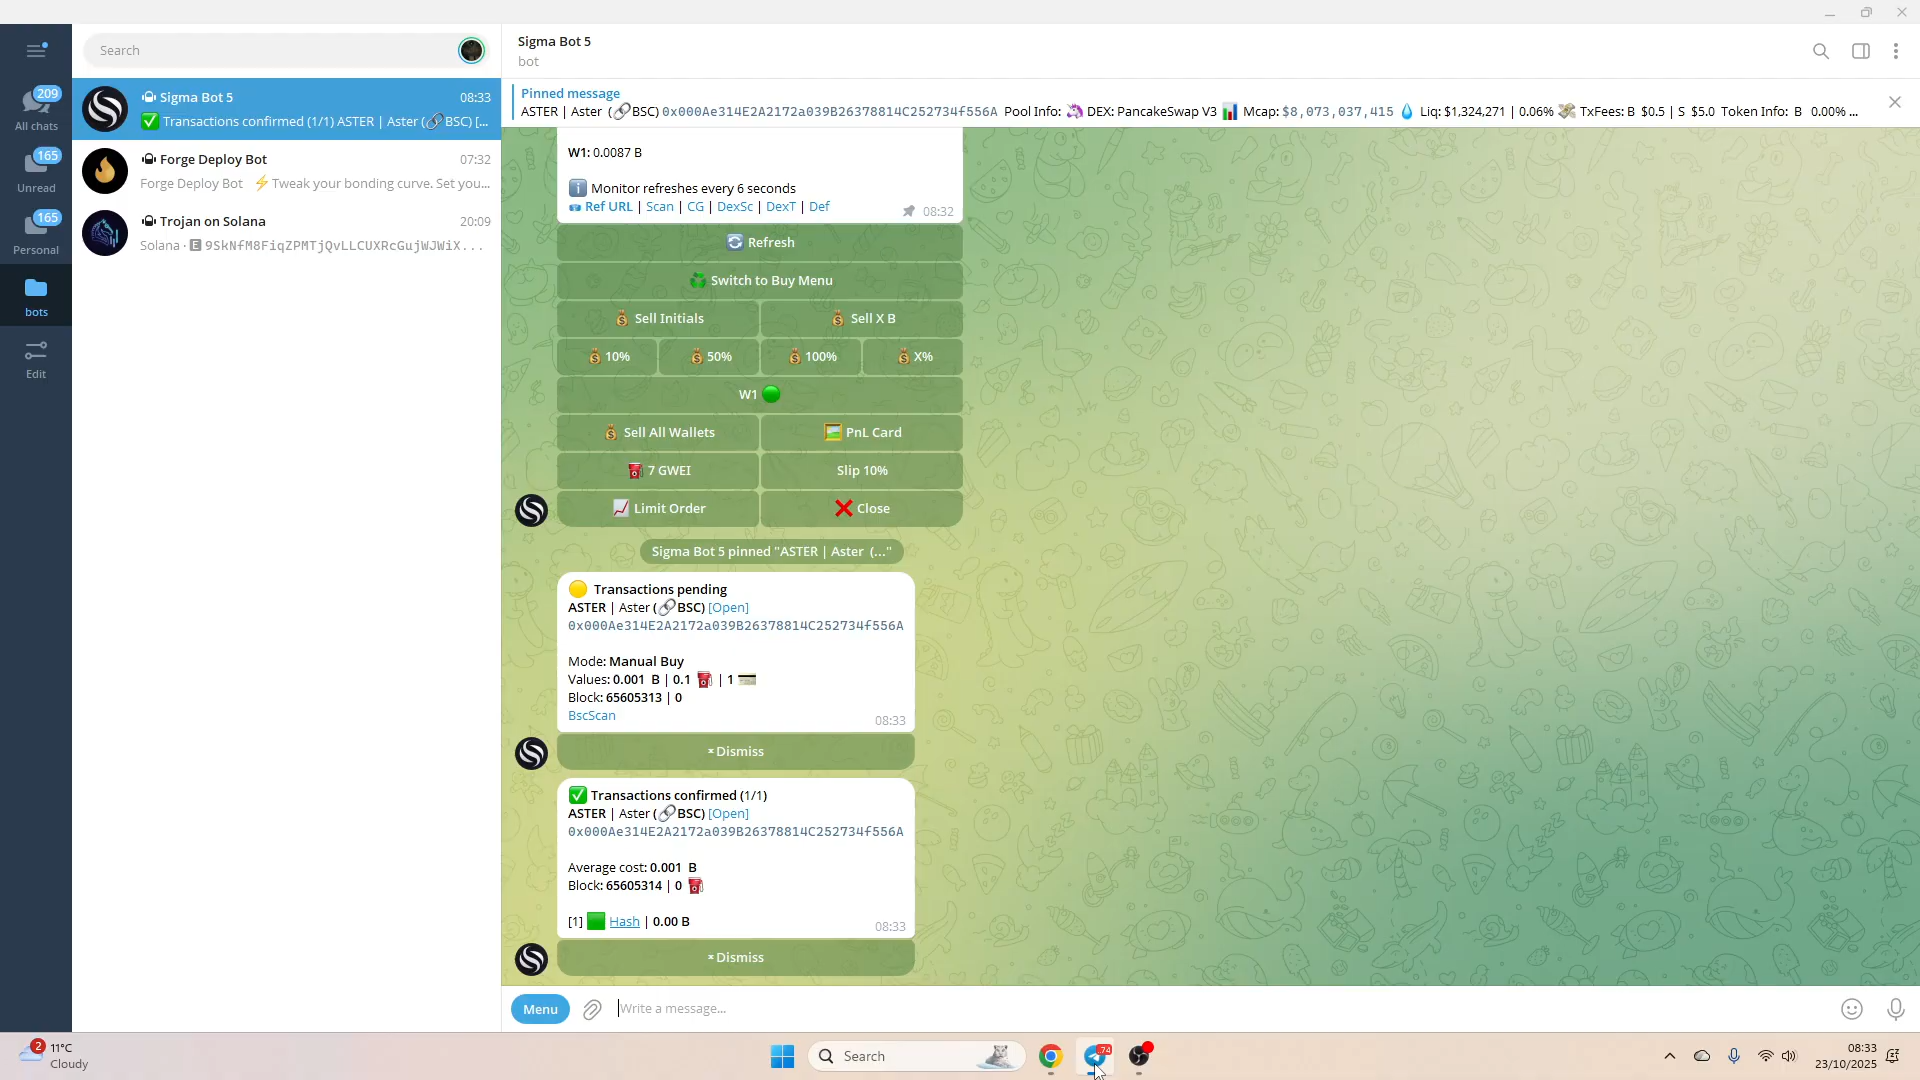 Search
209
All chats
165
Unread
165
Personal
bots
Edit
Sigma Bot 5
08:33
Transactions confirmed (1/1) ASTER | Aster (🔗BSC) [...
Forge Deploy Bot
07:32
Forge Deploy Bot ⚡Tweak your bonding curve. Set you...
Trojan on Solana
20:09
Solana · E 9SkNfM8FiqZPMTjQvLLCUXRcGujWJWiX...
Sigma Bot 5
bot
Pinned message
ASTER | Aster (🔗BSC) 0x000Ae314E2A2172a039B26378814C252734f556A Pool Info: 🦄 DEX: PancakeSwap V3 📊 Mcap: $8,073,037,415 💧 Liq: $1,324,271 | 0.06% 💸 TxFees: B $0.5 | S $5.0 Token Info: B 0.00% ...
W1: 0.0087 B
ℹ️ Monitor refreshes every 6 seconds
Ref URL | Scan | CG | DexSc | DexT | Def
08:32
Refresh
Switch to Buy Menu
Sell Initials
Sell X B
10%
50%
100%
X%
W1
Sell All Wallets
PnL Card
7 GWEI
Slip 10%
Limit Order
Close
Sigma Bot 5 pinned "ASTER | Aster (..."
Transactions pending
ASTER | Aster (🔗BSC) [Open]
0x000Ae314E2A2172a039B26378814C252734f556A
Mode: Manual Buy
Values: 0.001 B | 0.1 ⛽ | 1 💳
Block: 65605313 | 0
BscScan
08:33
× Dismiss
Transactions confirmed (1/1)
ASTER | Aster (🔗BSC) [Open]
0x000Ae314E2A2172a039B26378814C252734f556A
Average cost: 0.001 B
Block: 65605314 | 0 ⛽
[1] 🟩 Hash | 0.00 B
08:33
× Dismiss
Menu
Write a message...
2
11°C
Cloudy
Search
74
08:33
23/10/2025